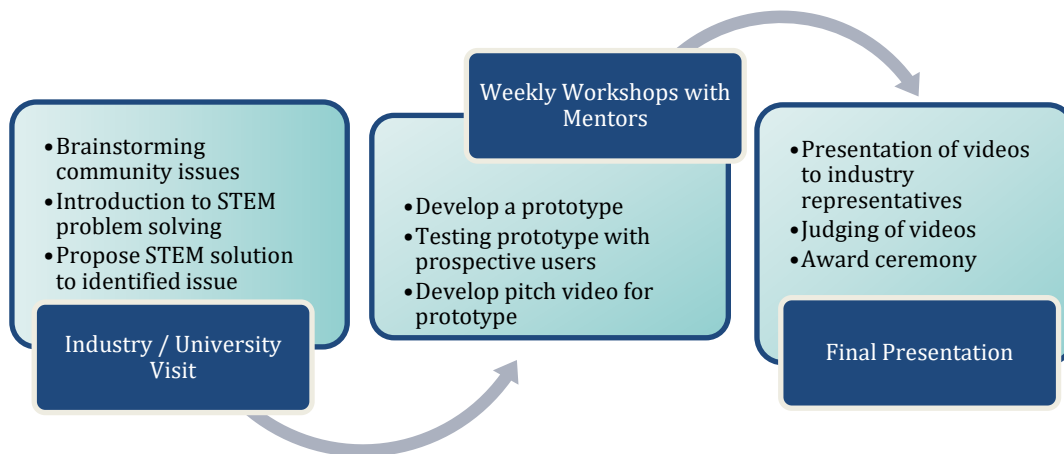 •Brainstorming
community issues
•Introduction to STEM
problem solving
•Propose STEM solution
to identified issue
Industry / University
Visit
Weekly Workshops with
Mentors
•Develop a prototype
•Testing prototype with
prospective users
•Develop pitch video for
prototype
•Presentation of videos
to industry
representatives
•Judging of videos
•Award ceremony
Final Presentation